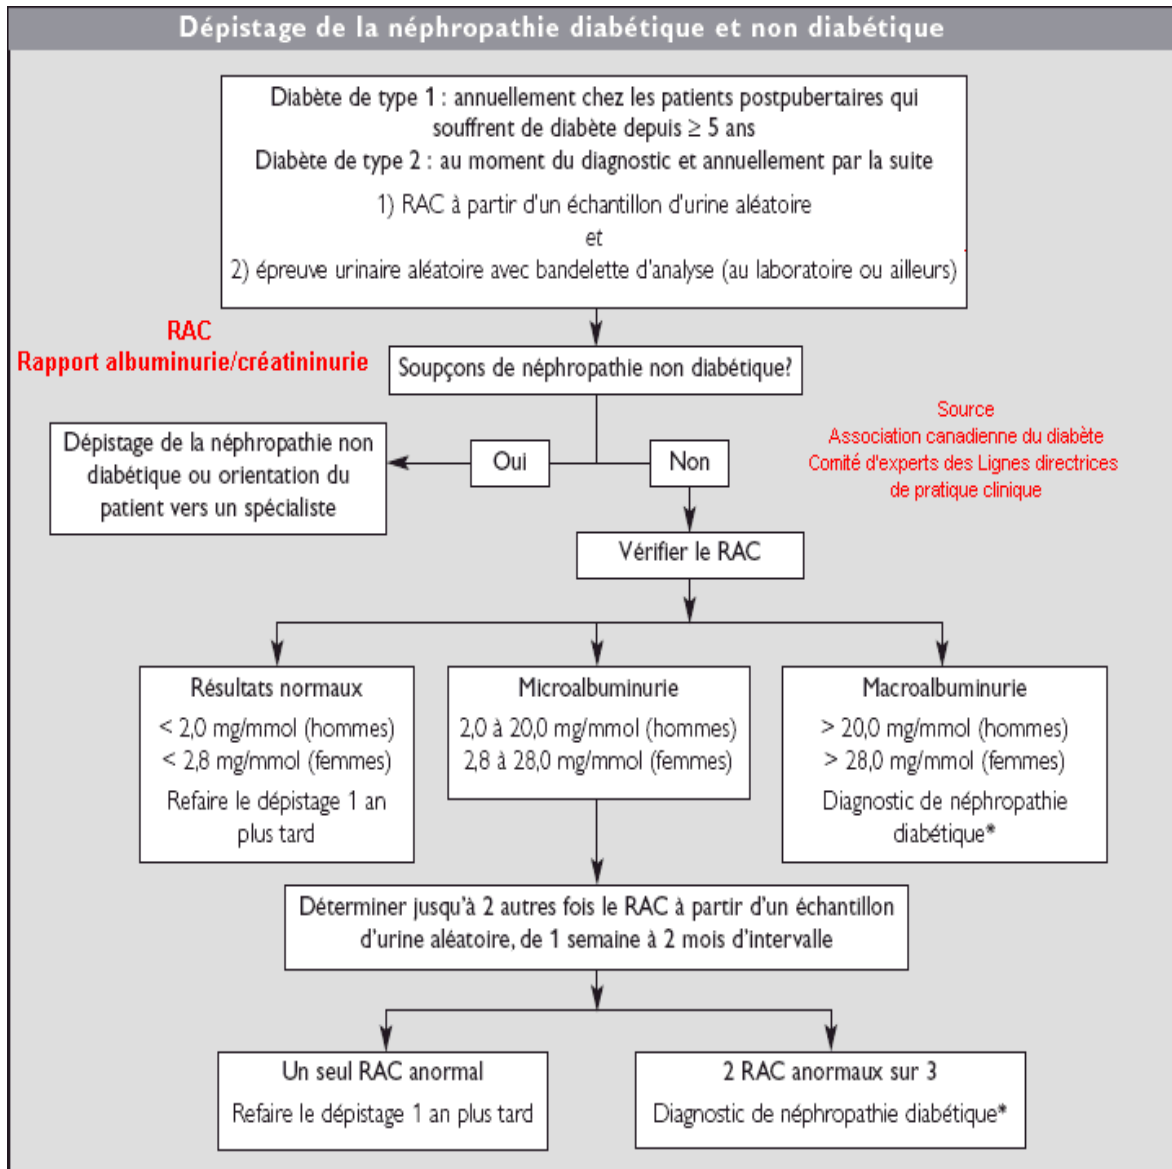 Dépistage de la néphropathie diabétique et non diabétique
Diabète de type 1 : annuellement chez les patients postpubertaires qui
souffrent de diabète depuis ≥ 5 ans
Diabète de type 2 : au moment du diagnostic et annuellement par la suite
1) RAC à partir d'un échantillon d'urine aléatoire
et
2) épreuve urinaire aléatoire avec bandelette d'analyse (au laboratoire ou ailleurs)
RAC
Rapport albuminurie/créatininurie
Soupçons de néphropathie non diabétique?
Source
Association canadienne du diabète
Comité d'experts des Lignes directrices
de pratique clinique
Dépistage de la néphropathie non
diabétique ou orientation du
patient vers un spécialiste
Oui
Non
Vérifier le RAC
Résultats normaux
< 2,0 mg/mmol (hommes)
< 2,8 mg/mmol (femmes)
Refaire le dépistage 1 an
plus tard
Microalbuminurie
2,0 à 20,0 mg/mmol (hommes)
2,8 à 28,0 mg/mmol (femmes)
Macroalbuminurie
> 20,0 mg/mmol (hommes)
> 28,0 mg/mmol (femmes)
Diagnostic de néphropathie
diabétique*
Déterminer jusqu'à 2 autres fois le RAC à partir d'un échantillon
d'urine aléatoire, de 1 semaine à 2 mois d'intervalle
Un seul RAC anormal
Refaire le dépistage 1 an plus tard
2 RAC anormaux sur 3
Diagnostic de néphropathie diabétique*